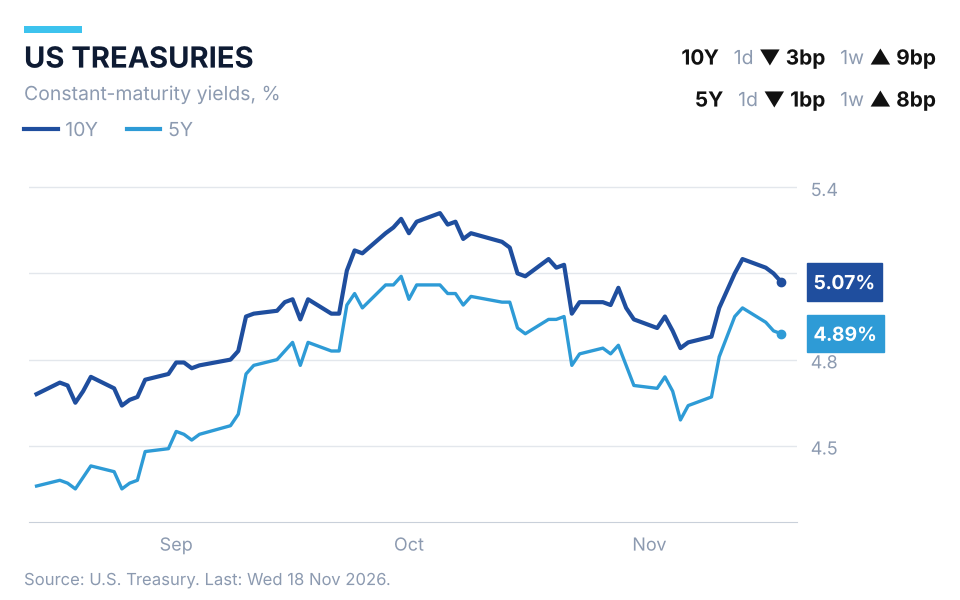 US TREASURIES
Constant-maturity yields, %
10Y 5Y
10Y 1d ▼ 3bp 1w ▲ 9bp
5Y 1d ▼ 1bp 1w ▲ 8bp
5.4
5.07%
4.89%
4.8
4.5
Sep Oct Nov
Source: U.S. Treasury. Last: Wed 18 Nov 2026.